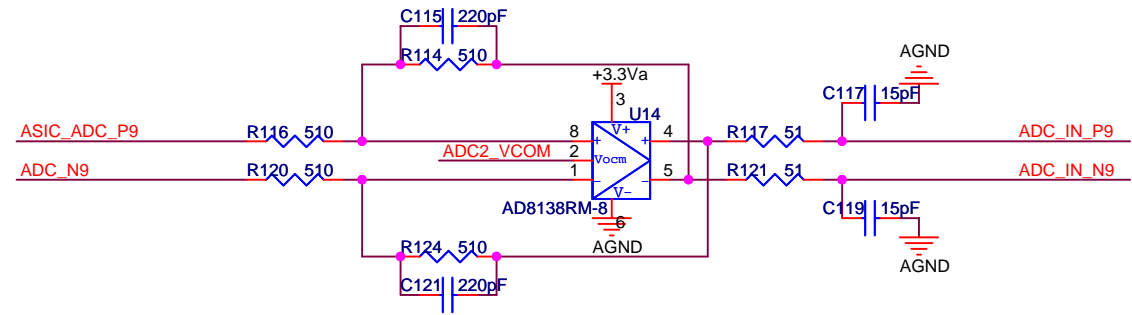 C115 220pF
R114 510
+3.3Va
AGND
3
C117 15pF
U14
V+
ASIC_ADC_P9
R116 510
8
+
+
4
R117 51
ADC_IN_P9
ADC2_VCOM
2
Vocm
ADC_N9
R120 510
1
-
-
5
R121 51
ADC_IN_N9
V-
AD8138RM-8
6
C119 15pF
R124 510
AGND
AGND
C121 220pF